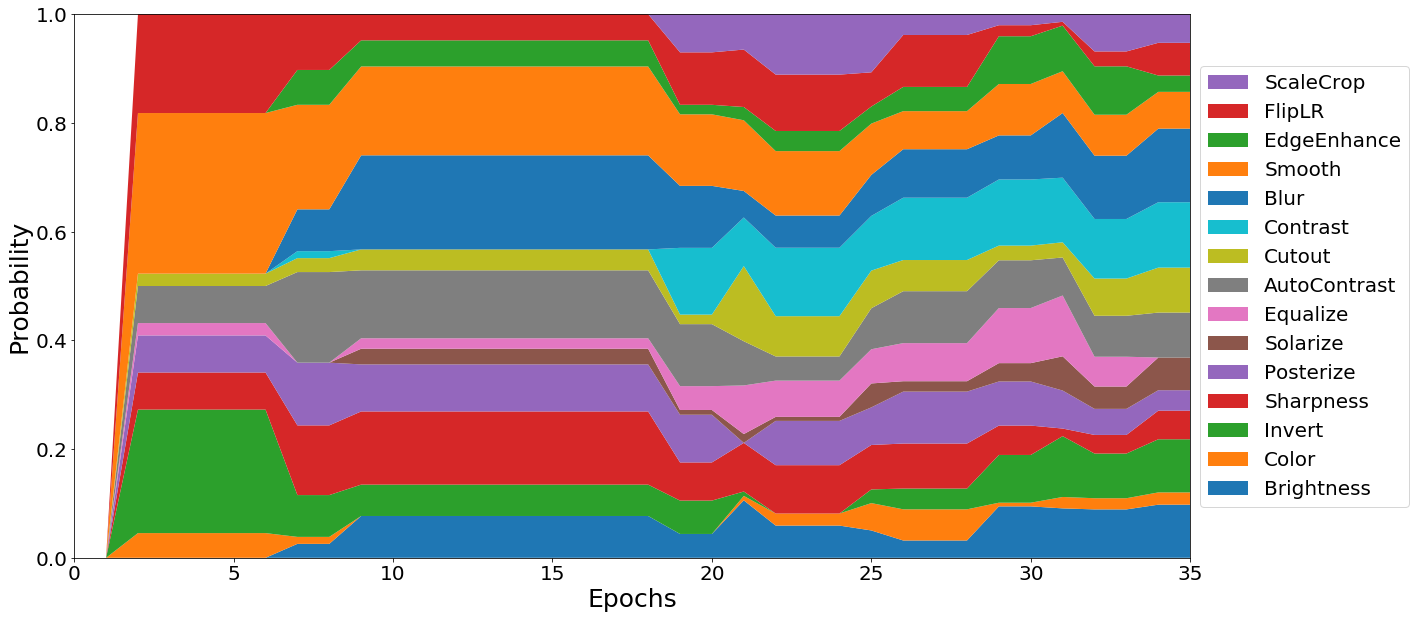 1.0
0.8
0.6
0.4
0.2
0.0
Probability
0 5 10 15 20 25 30 35
Epochs
ScaleCrop
FlipLR
EdgeEnhance
Smooth
Blur
Contrast
Cutout
AutoContrast
Equalize
Solarize
Posterize
Sharpness
Invert
Color
Brightness